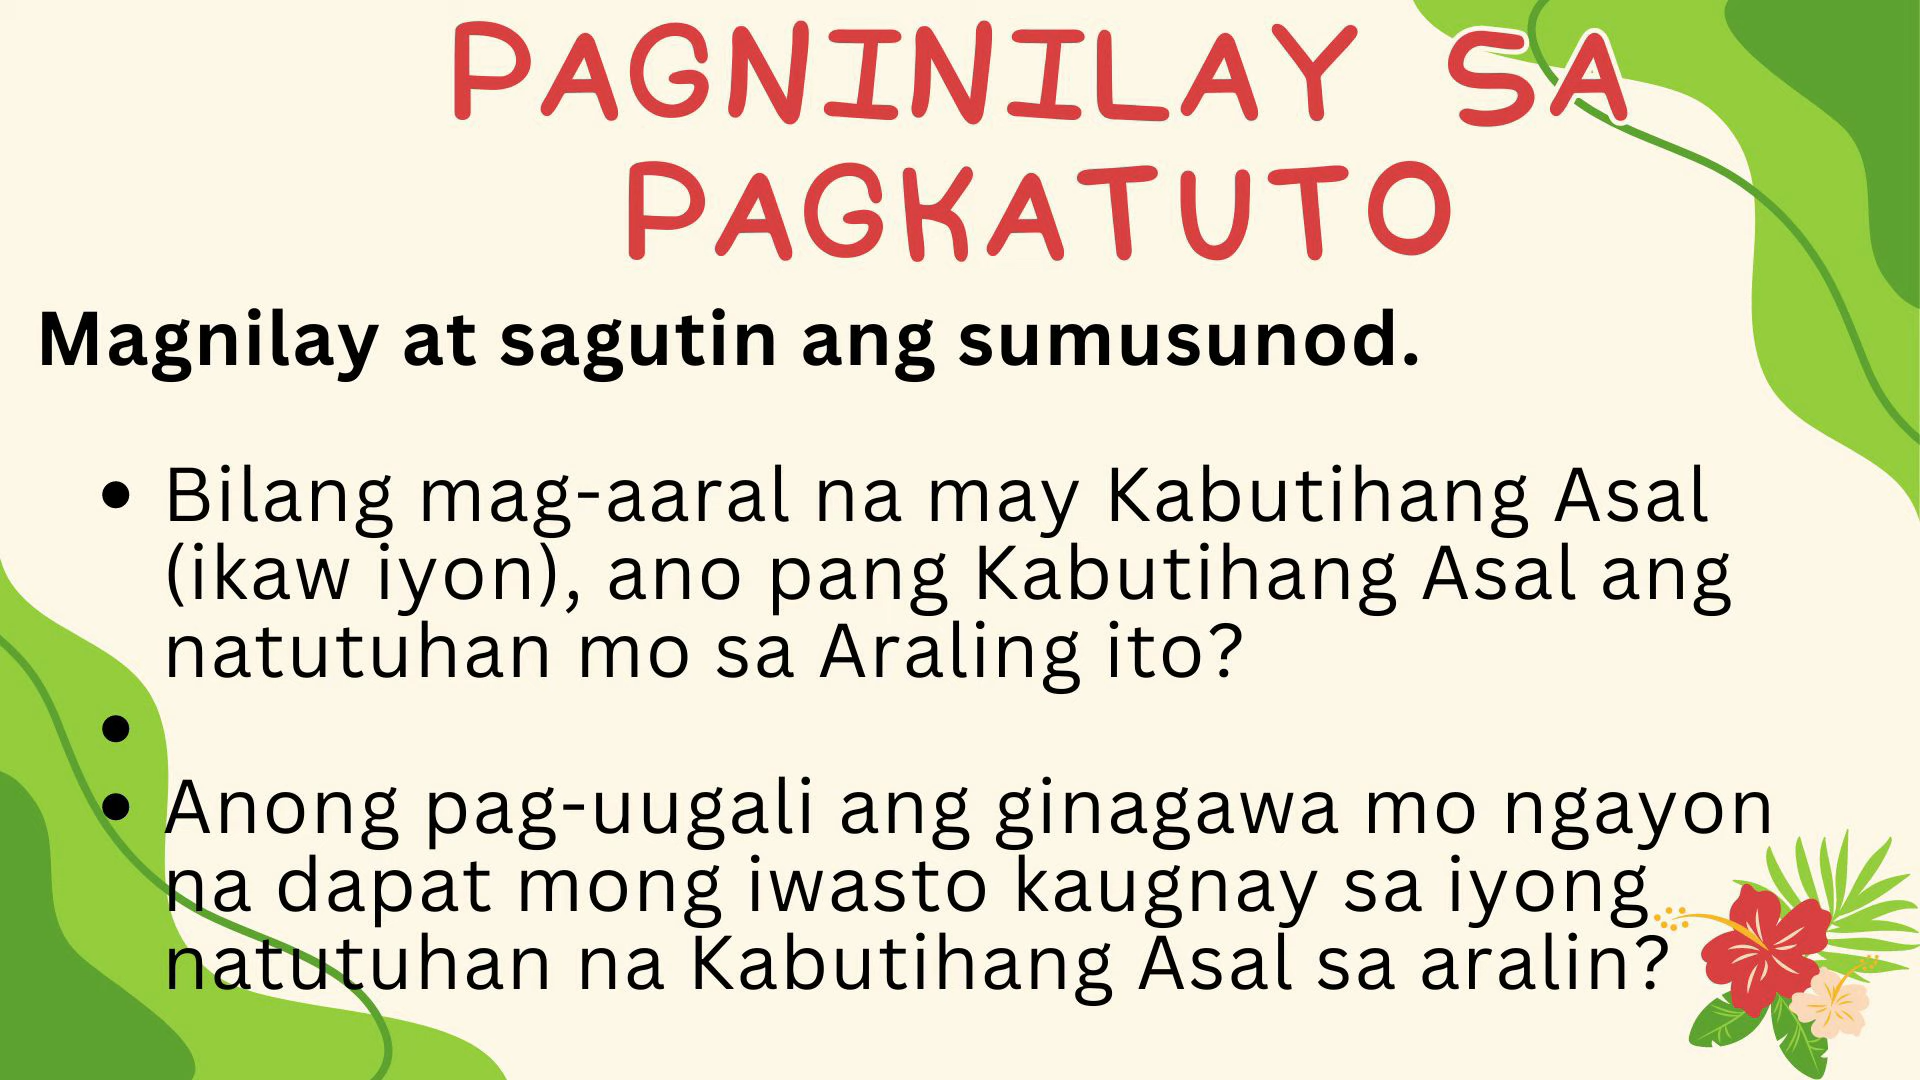 PAGNINILAY SA
PAGKATUTO
Magnilay at sagutin ang sumusunod.
• Bilang mag-aaral na may Kabutihang Asal
(ikaw iyon), ano pang Kabutihang Asal ang
natutuhan mo sa Araling ito?
•
• Anong pag-uugali ang ginagawa mo ngayon
na dapat mong iwasto kaugnay sa iyong
natutuhan na Kabutihang Asal sa aralin?